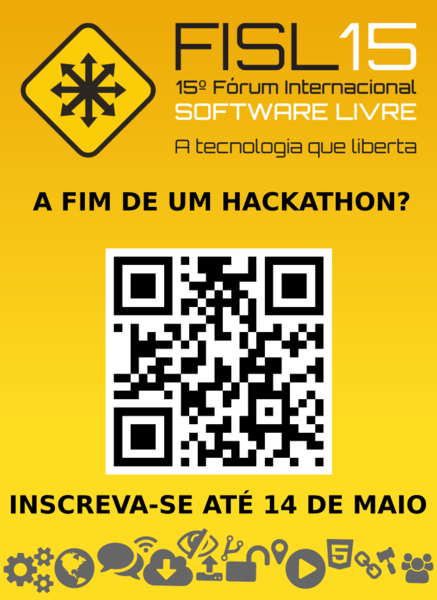 FISL15
15º Fórum Internacional
SOFTWARE LIVRE
A tecnologia que liberta
A FIM DE UM HACKATHON?
INSCREVA-SE ATÉ 14 DE MAIO
5